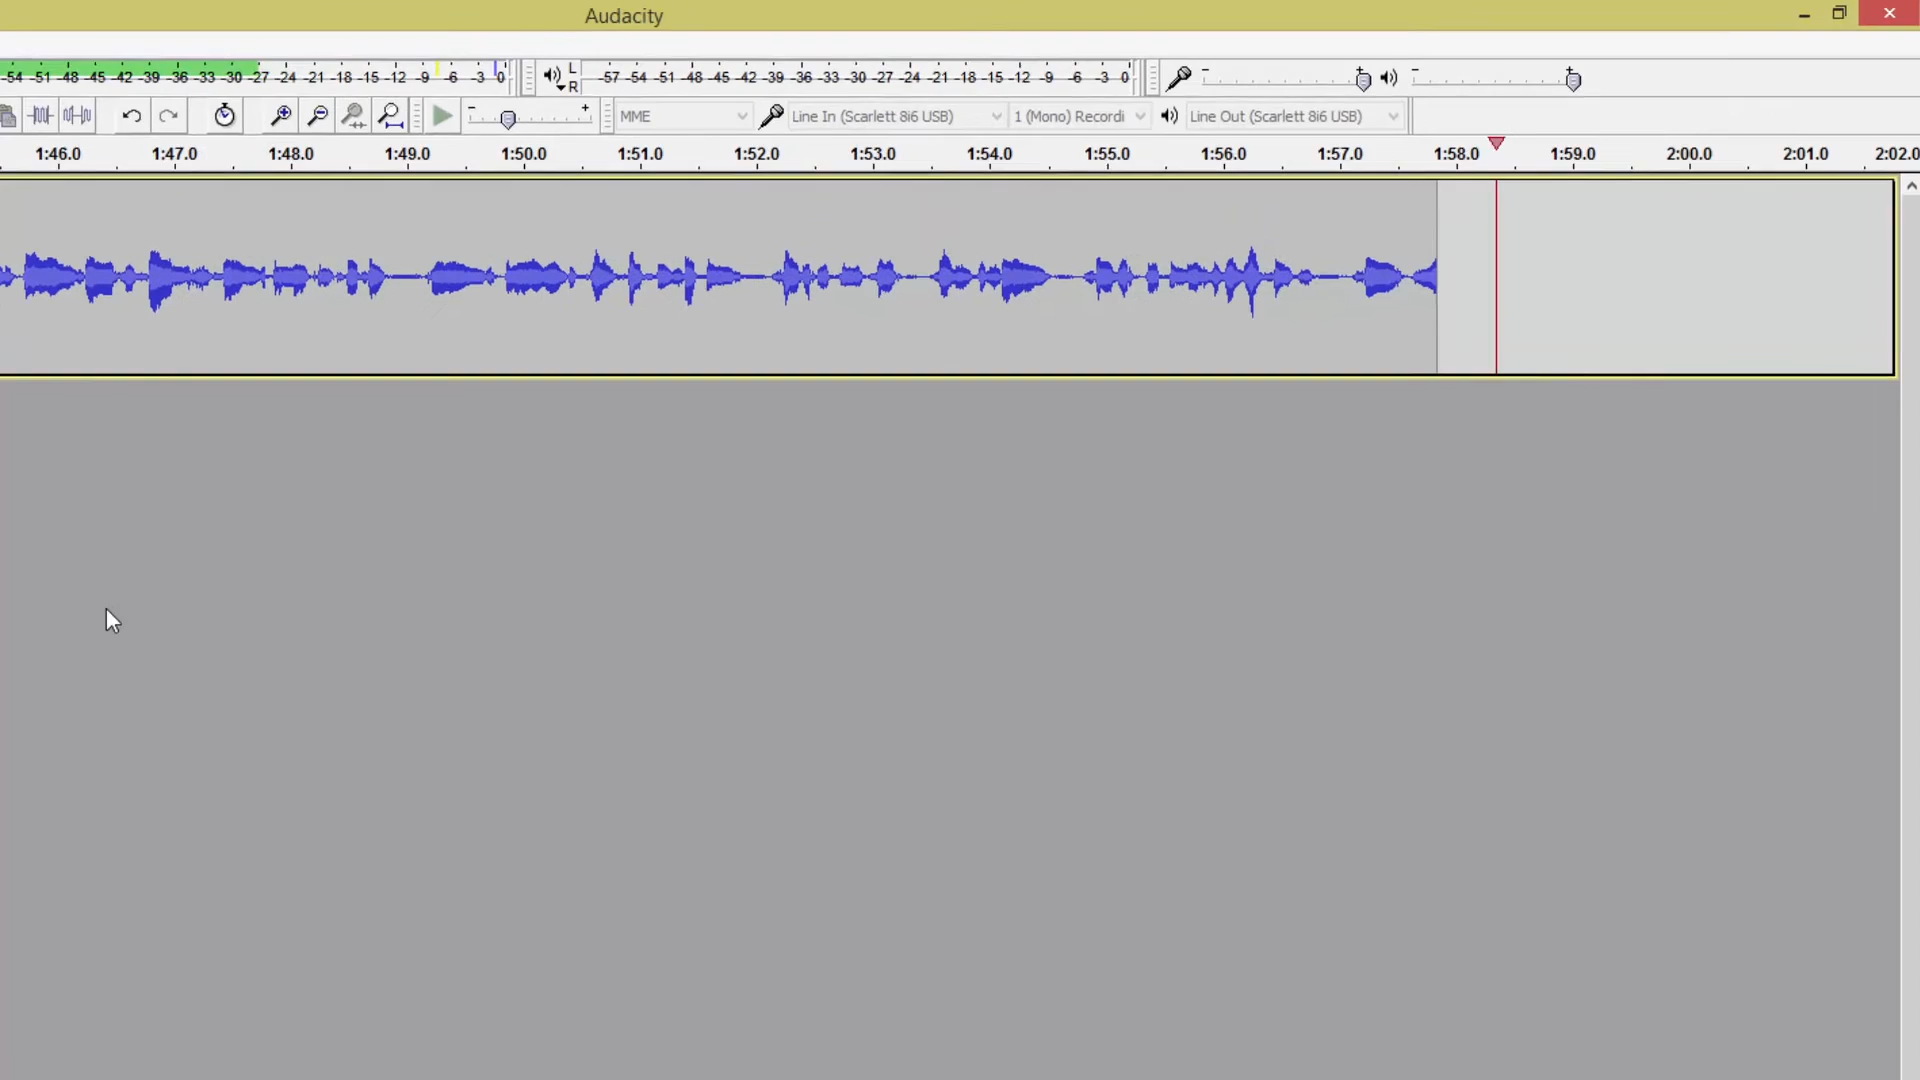 Audacity
-54 -51 -48 -45 -42 -39 -36 -33 -30 -27 -24 -21 -18 -15 -12 -9 -6 -3 0 L R -57 -54 -51 -48 -45 -42 -39 -36 -33 -30 -27 -24 -21 -18 -15 -12 -9 -6 -3 0 - + - +
- + MME Line In (Scarlett 8i6 USB) 1 (Mono) Recordi Line Out (Scarlett 8i6 USB)
1:46.0 1:47.0 1:48.0 1:49.0 1:50.0 1:51.0 1:52.0 1:53.0 1:54.0 1:55.0 1:56.0 1:57.0 1:58.0 1:59.0 2:00.0 2:01.0 2:02.0